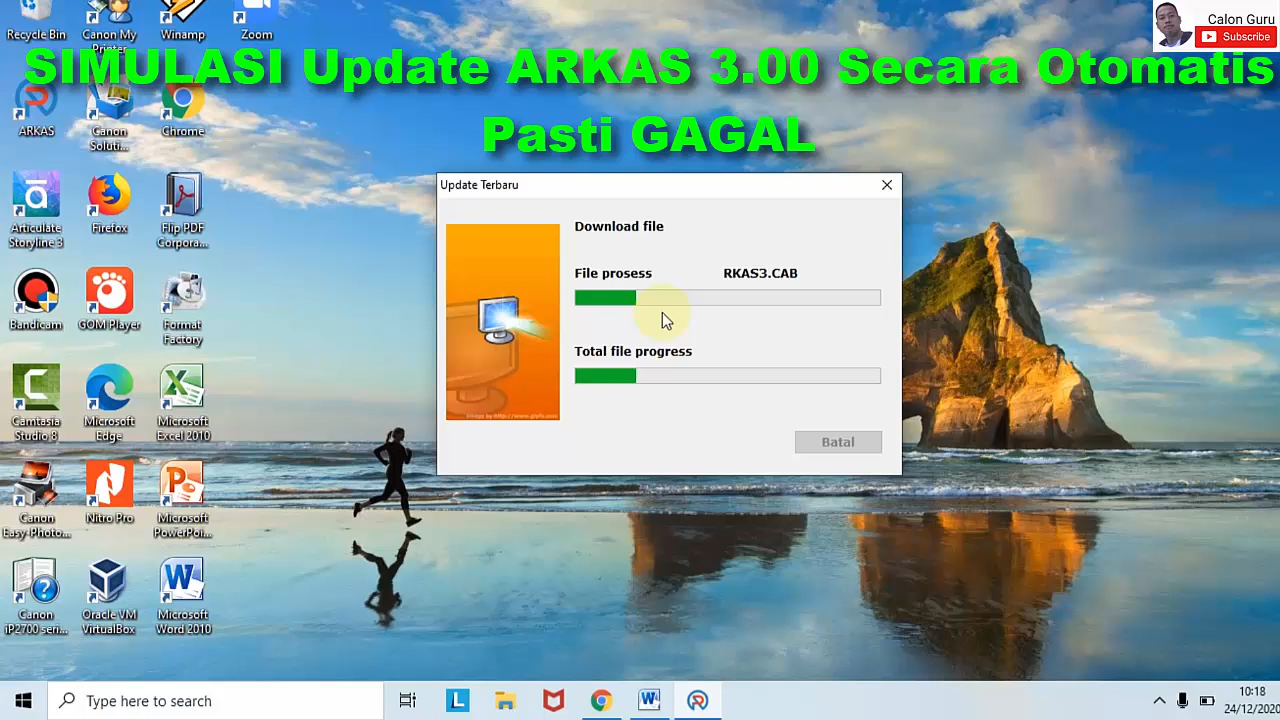 Recycle Bin
Canon My
Printer
Winamp
Zoom
Calon Guru
Subscribe
SIMULASI Update ARKAS 3.00 Secara Otomatis
Pasti GAGAL
ARKAS
Canon
Soluti...
Chrome
Update Terbaru
Download file
File prosess RKAS3.CAB
Total file progress
Batal
Articulate
Storyline 3
Firefox
Flip PDF
Corpora...
Bandicam
GOM Player
Format
Factory
Camtasia
Studio 8
Microsoft
Edge
Microsoft
Excel 2010
Canon
Easy-Photo...
Nitro Pro
Microsoft
PowerPoi...
Canon
iP2700 seri...
Oracle VM
VirtualBox
Microsoft
Word 2010
Type here to search
10:18
24/12/2020